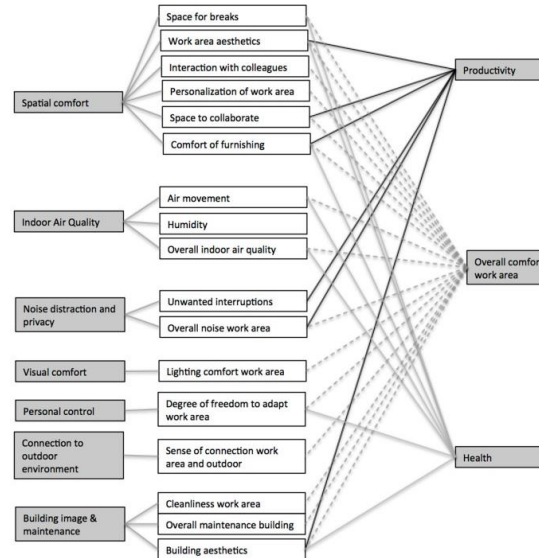 Space for breaks
Work area aesthetics
Interaction with colleagues
Productivity
Personalization of work area
Spatial comfort
Space to collaborate
Comfort of furnishing
Air movement
Indoor Air Quality
Humidity
Overall indoor air quality
Overall comfort
work area
Unwanted interruptions
Noise distraction and
privacy
Overall noise work area
Visual comfort
Lighting comfort work area
Personal control
Degree of freedom to adapt
work area
Connection to
outdoor
environment
Sense of connection work
area and outdoor
Health
Cleanliness work area
Building image &
maintenance
Overall maintenance building
Building aesthetics